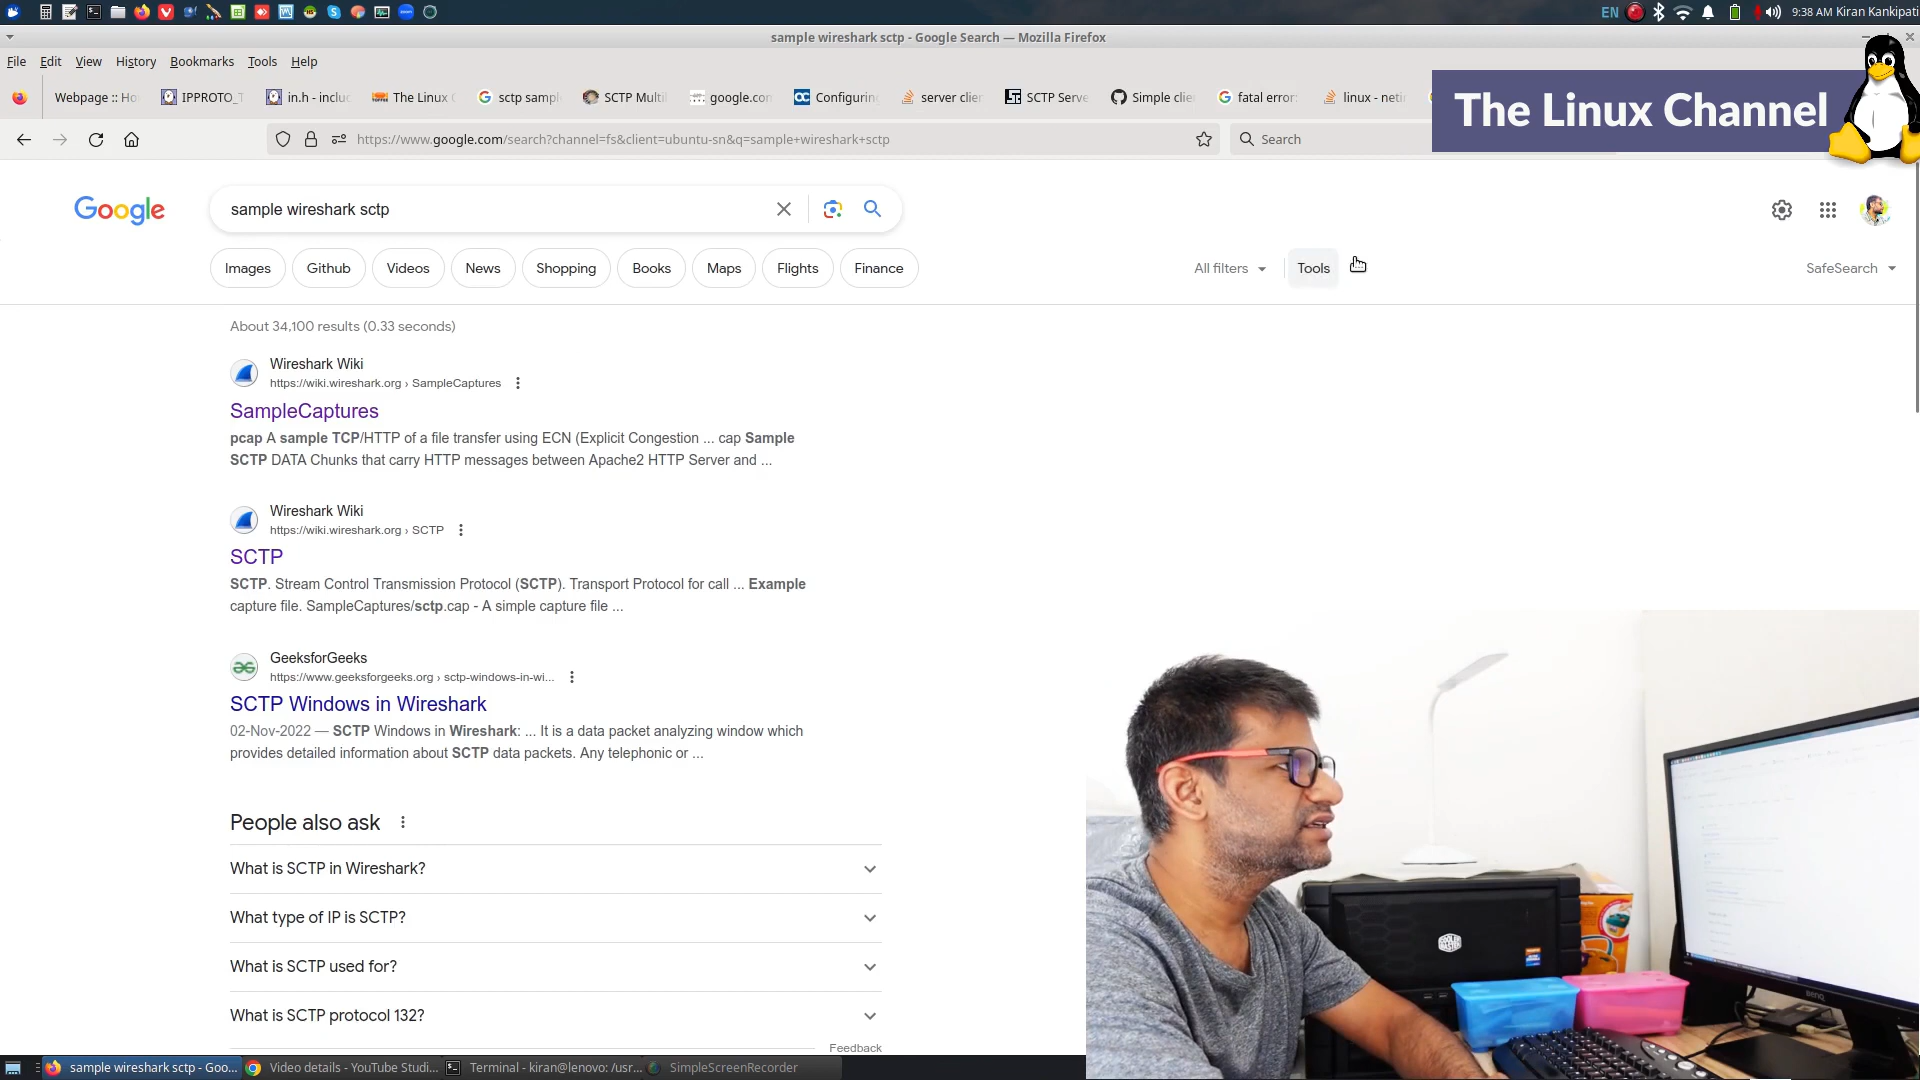 EN
9:38 AM Kiran Kankipati
sample wireshark sctp - Google Search — Mozilla Firefox
File Edit View History Bookmarks Tools Help
Webpage :: Ho
IPPROTO_T
in.h - inclu
The Linux C
sctp sampl
SCTP Multi
google.con
Configurin
server clier
SCTP Serve
Simple clie
fatal error:
linux - netin
The Linux Channel
https://www.google.com/search?channel=fs&client=ubuntu-sn&q=sample+wireshark+sctp
Search
Google
sample wireshark sctp
Images
Github
Videos
News
Shopping
Books
Maps
Flights
Finance
All filters
Tools
SafeSearch
About 34,100 results (0.33 seconds)
Wireshark Wiki
https://wiki.wireshark.org › SampleCaptures
SampleCaptures
pcap A sample TCP/HTTP of a file transfer using ECN (Explicit Congestion ... cap Sample
SCTP DATA Chunks that carry HTTP messages between Apache2 HTTP Server and ...
Wireshark Wiki
https://wiki.wireshark.org › SCTP
SCTP
SCTP. Stream Control Transmission Protocol (SCTP). Transport Protocol for call ... Example
capture file. SampleCaptures/sctp.cap - A simple capture file ...
GeeksforGeeks
https://www.geeksforgeeks.org › sctp-windows-in-wi...
SCTP Windows in Wireshark
02-Nov-2022 — SCTP Windows in Wireshark: ... It is a data packet analyzing window which
provides detailed information about SCTP data packets. Any telephonic or ...
People also ask
What is SCTP in Wireshark?
What type of IP is SCTP?
What is SCTP used for?
What is SCTP protocol 132?
Feedback
COOLER MASTER
BenQ
sample wireshark sctp - Goo...
Video details - YouTube Studi...
Terminal - kiran@lenovo: /usr...
SimpleScreenRecorder